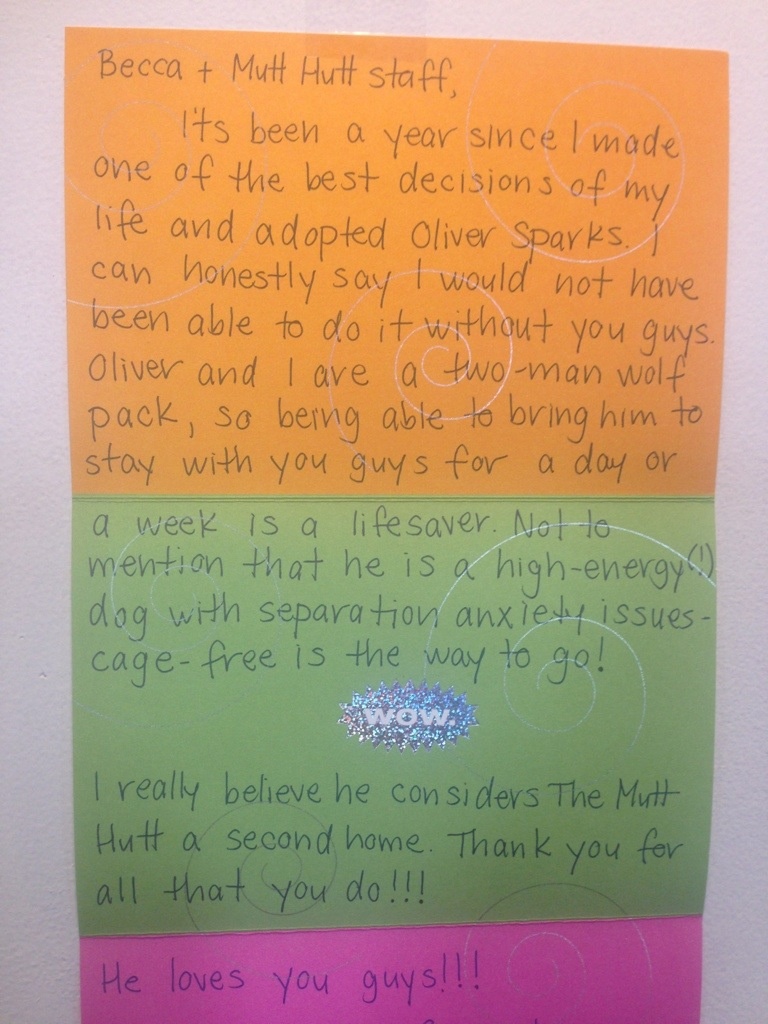 Becca + Mutt Hutt staff,
It's been a year since I made
one of the best decisions of my
life and adopted Oliver Sparks. I
can honestly say I would not have
been able to do it without you guys.
Oliver and I are a two-man wolf
pack, so being able to bring him to
stay with you guys for a day or
a week is a lifesaver. Not to
mention that he is a high-energy(!)
dog with separation anxiety issues-
cage-free is the way to go!
WOW.
I really believe he considers The Mutt
Hutt a second home. Thank you for
all that you do!!!
He loves you guys!!!